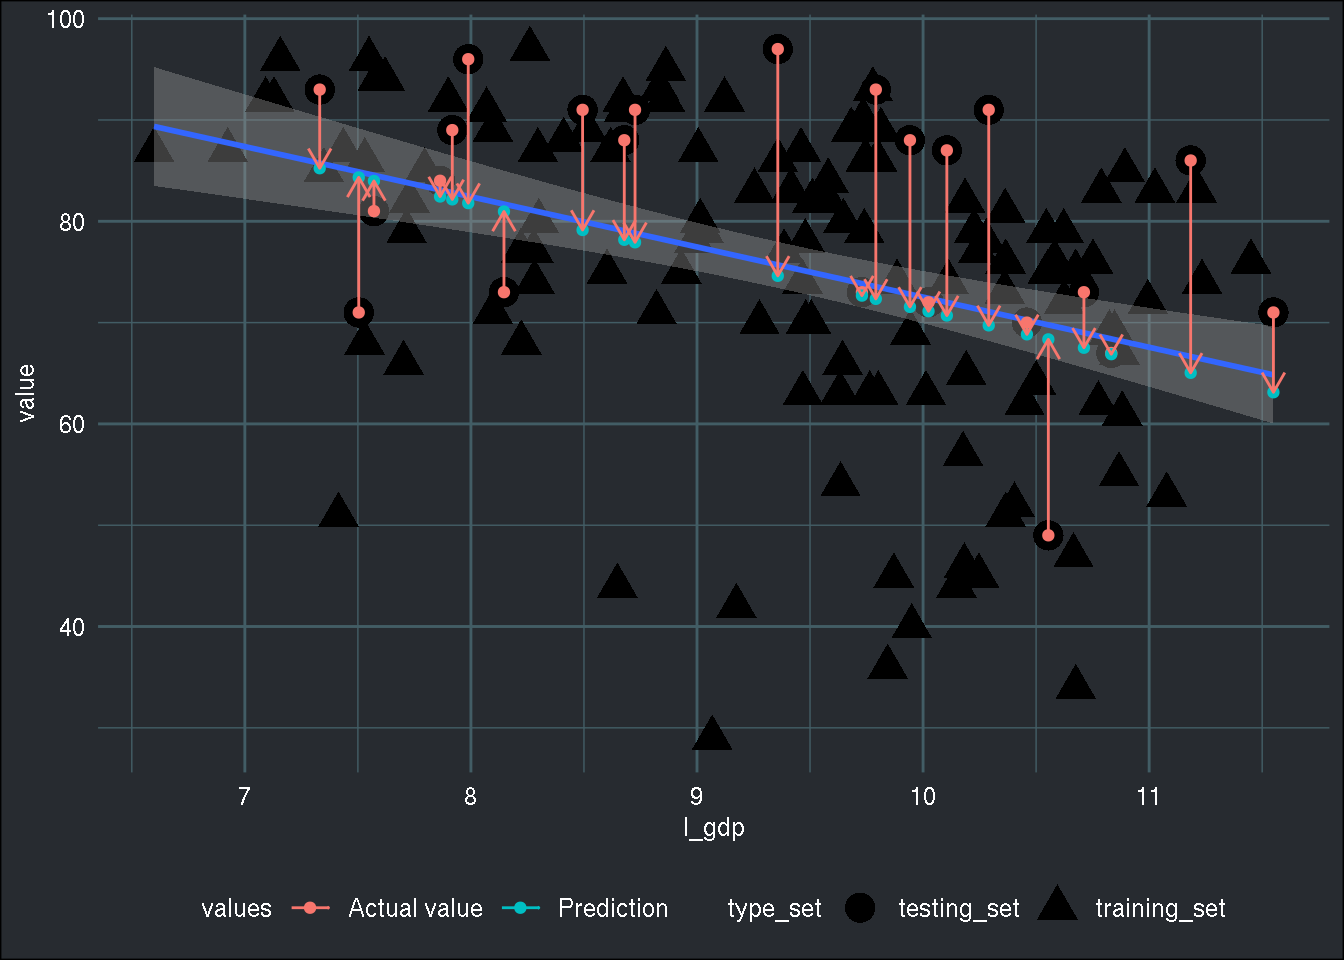 100
80
60
40
value
7 8 9 10 11
l_gdp
values Actual value Prediction type_set testing_set training_set